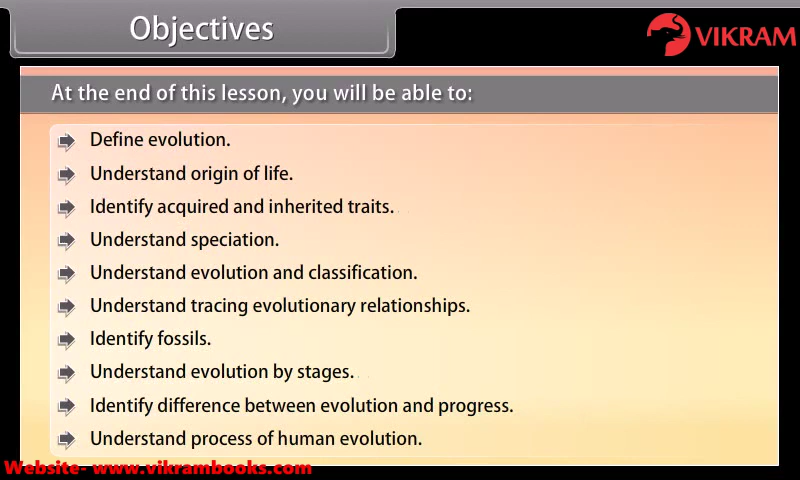 Objectives
VIKRAM
At the end of this lesson, you will be able to:
Define evolution.
Understand origin of life.
Identify acquired and inherited traits.
Understand speciation.
Understand evolution and classification.
Understand tracing evolutionary relationships.
Identify fossils.
Understand evolution by stages.
Identify difference between evolution and progress.
Understand process of human evolution.
Website- www.vikrambooks.com